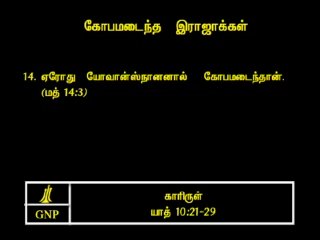 கோபமடைந்த இராஜாக்கள்
14. ஏரோது யோவான்ஸ்நானனால் கோபமடைந்தான்.
(மத் 14:3)
காரிருள்
GNP
யாத் 10:21-29